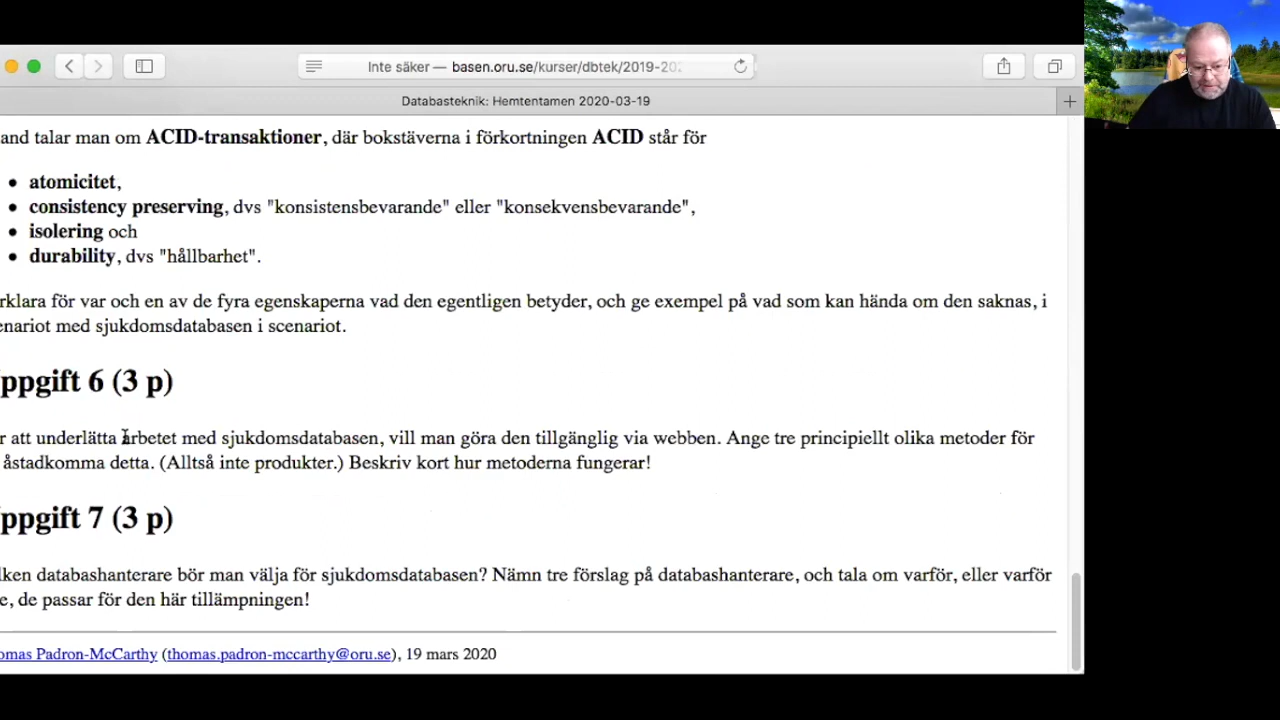 Inte säker — basen.oru.se/kurser/dbtek/2019-20
Databasteknik: Hemtentamen 2020-03-19
and talar man om ACID-transaktioner, där bokstäverna i förkortningen ACID står för
• atomicitet,
• consistency preserving, dvs "konsistensbevarande" eller "konsekvensbevarande",
• isolering och
• durability, dvs "hållbarhet".
rklara för var och en av de fyra egenskaperna vad den egentligen betyder, och ge exempel på vad som kan hända om den saknas, i
enariot med sjukdomsdatabasen i scenariot.
ppgift 6 (3 p)
r att underlätta arbetet med sjukdomsdatabasen, vill man göra den tillgänglig via webben. Ange tre principiellt olika metoder för
åstadkomma detta. (Alltså inte produkter.) Beskriv kort hur metoderna fungerar!
ppgift 7 (3 p)
lken databashanterare bör man välja för sjukdomsdatabasen? Nämn tre förslag på databashanterare, och tala om varför, eller varför
e, de passar för den här tillämpningen!
omas Padron-McCarthy (thomas.padron-mccarthy@oru.se), 19 mars 2020